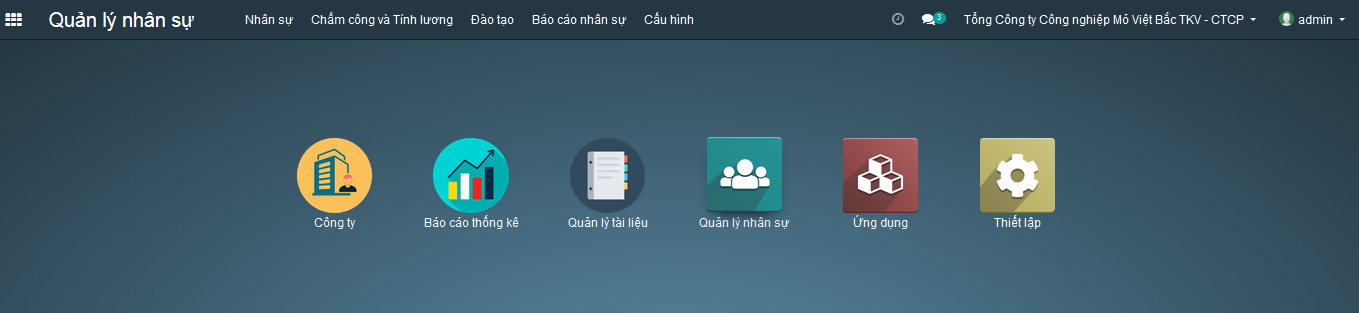 Quản lý nhân sự Nhân sự Chấm công và Tính lương Đào tạo Báo cáo nhân sự Cấu hình 3 Tổng Công ty Công nghiệp Mỏ Việt Bắc TKV - CTCP admin
Công ty Báo cáo thống kê Quản lý tài liệu Quản lý nhân sự Ứng dụng Thiết lập